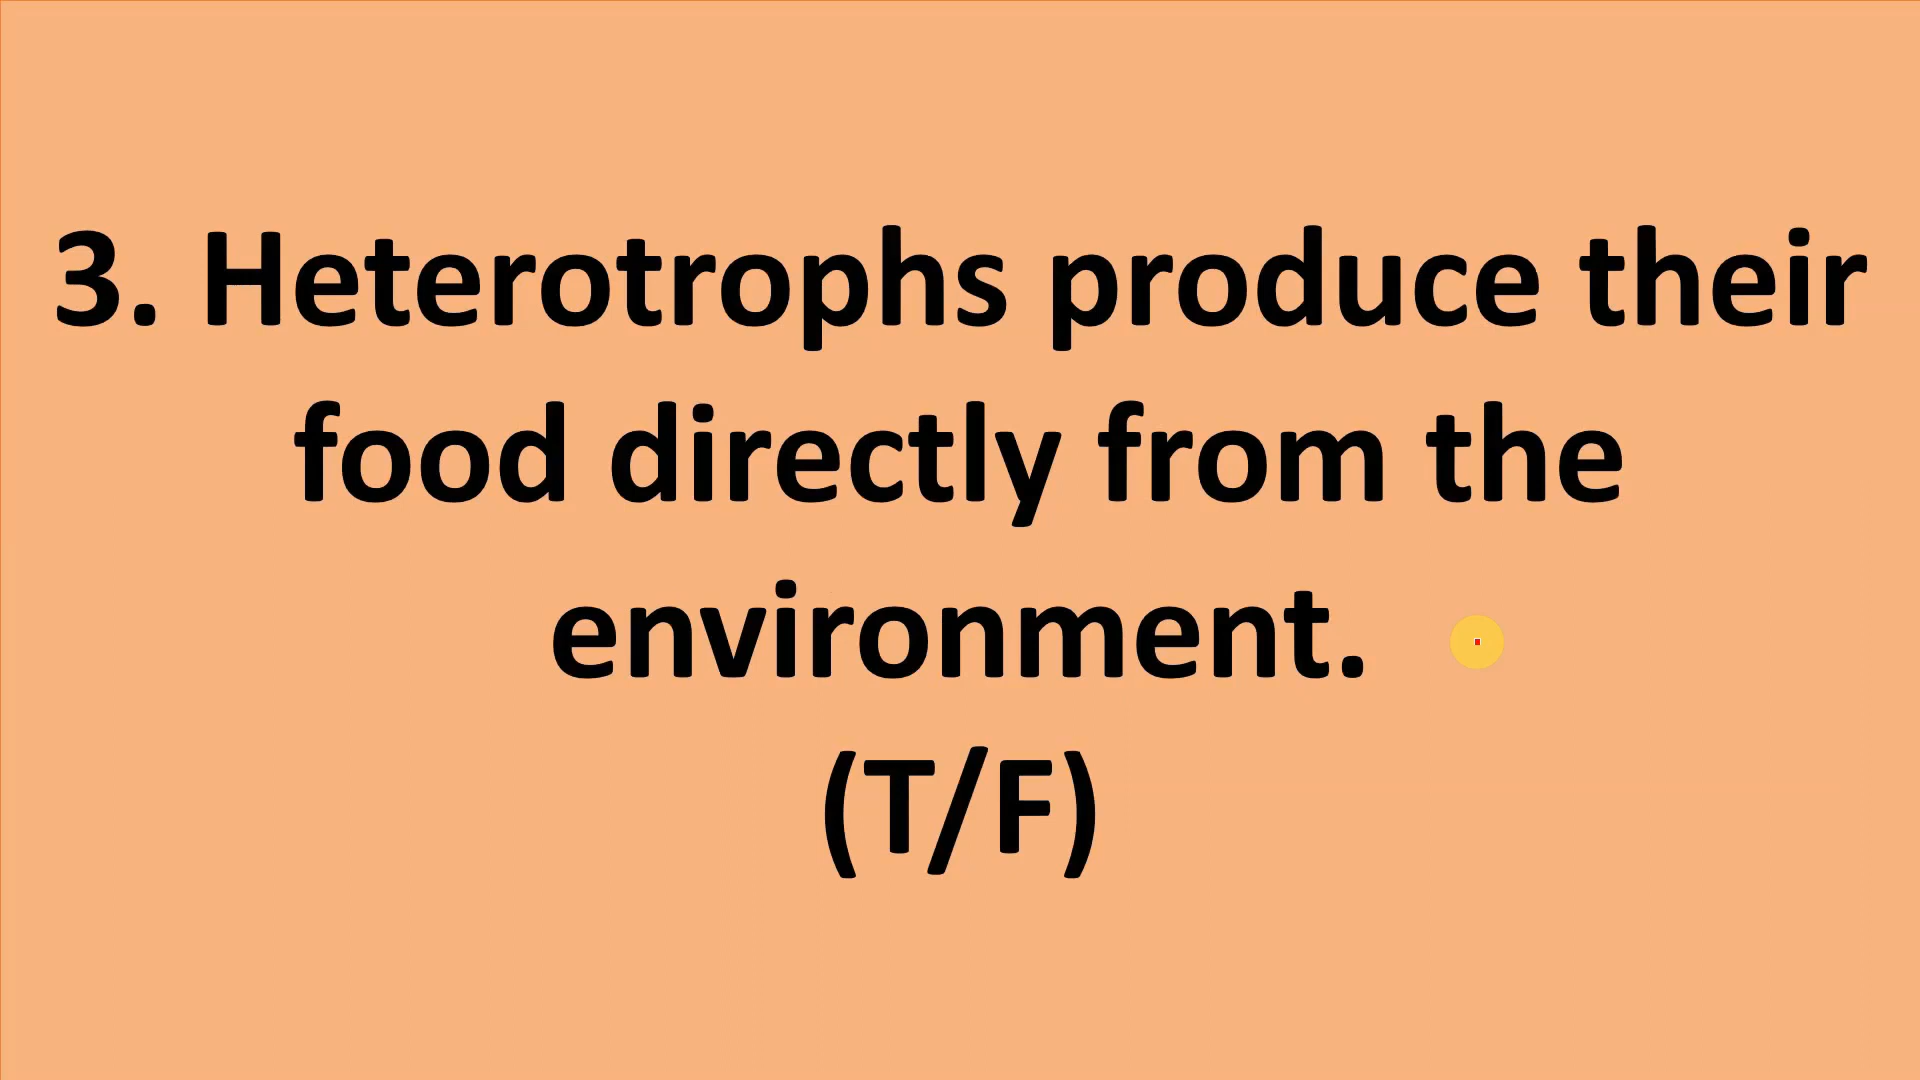 3. Heterotrophs produce their
food directly from the
environment.
(T/F)